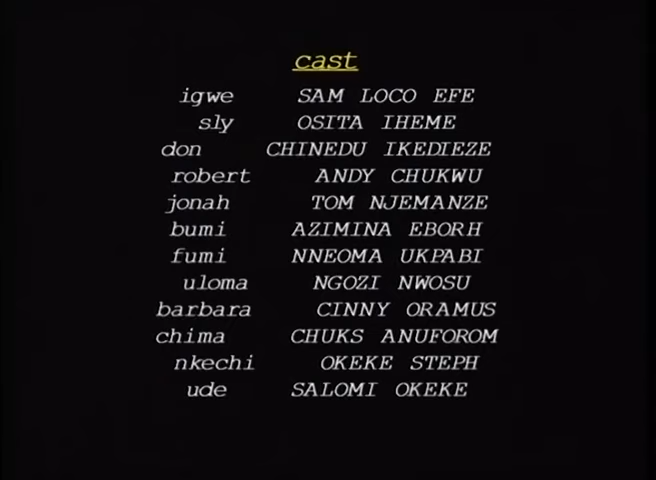 cast
igwe SAM LOCO EFE
sly OSITA IHEME
don CHINEDU IKEDIEZE
robert ANDY CHUKWU
jonah TOM NJEMANZE
bumi AZIMINA EBORH
fumi NNEOMA UKPABI
uloma NGOZI NWOSU
barbara CINNY ORAMUS
chima CHUKS ANUFOROM
nkechi OKEKE STEPH
ude SALOMI OKEKE